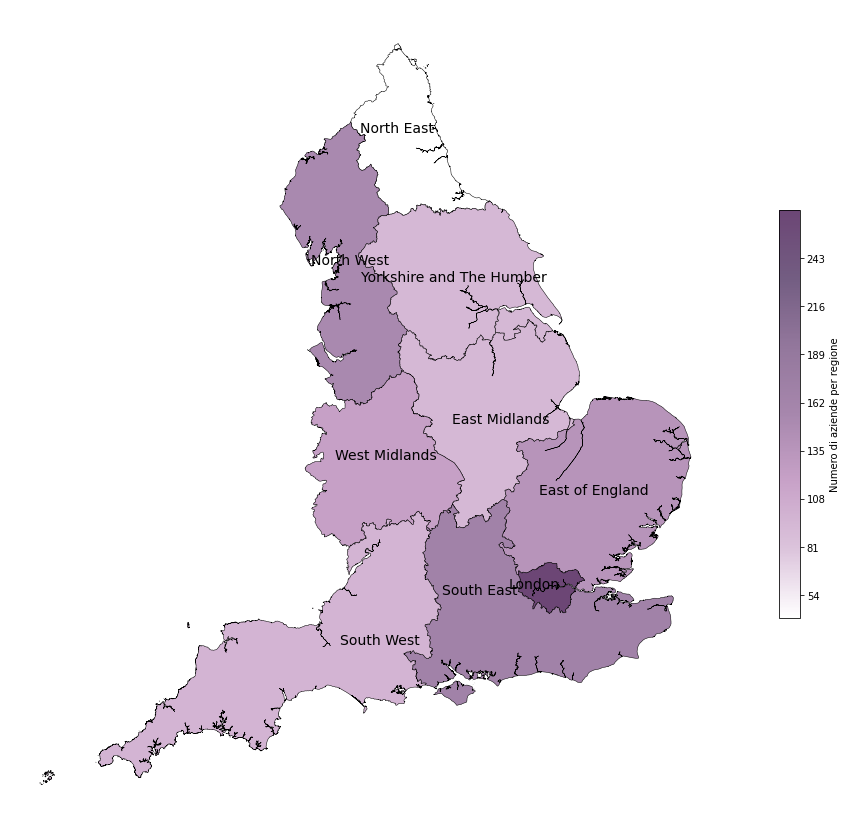 North East
North West
Yorkshire and The Humber
East Midlands
West Midlands
East of England
London
South East
South West
243
216
189
162
135
108
81
54
Numero di aziende per regione